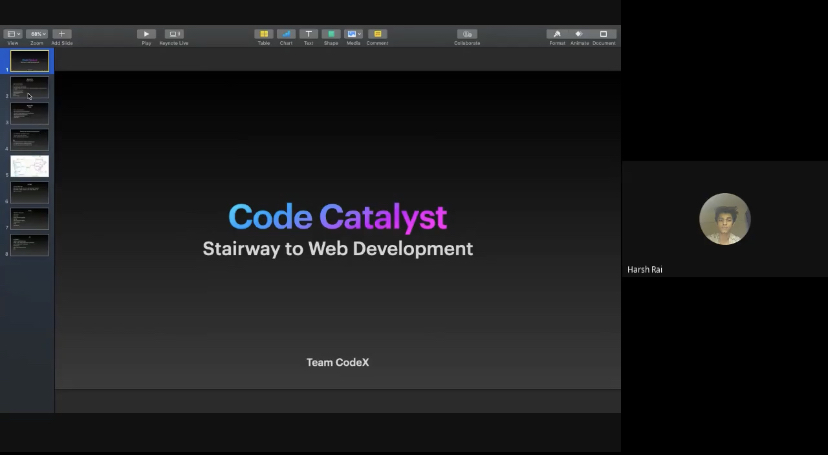 View
Zoom
Add Slide
Play
Keynote Live
Table
Chart
Text
Shape
Media
Comment
Collaborate
Format
Animate
Document
1
2
3
4
5
6
7
8
Code Catalyst
Stairway to Web Development
Team CodeX
Harsh Rai